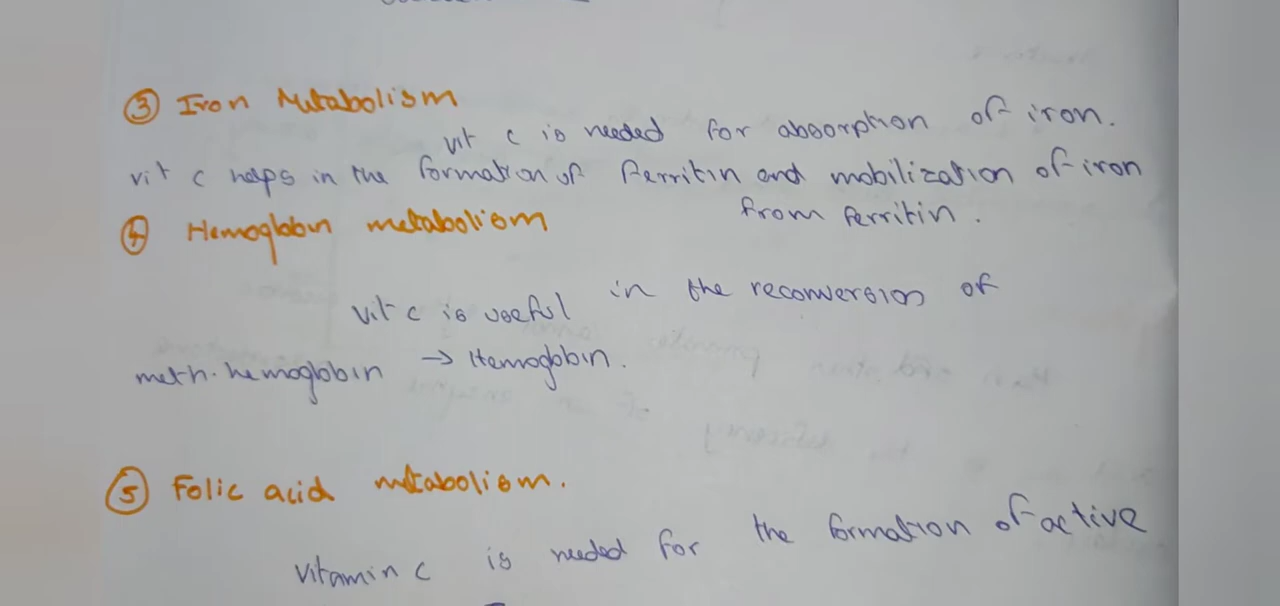 ③ Iron Metabolism
vit c is needed for absorption of iron.
vit c helps in the formation of ferritin and mobilization of iron
from ferritin.
④ Hemoglobin metabolism
vit c is useful in the reconversion of
meth.hemoglobin → Hemoglobin.
⑤ Folic acid metabolism.
vitamin c is needed for the formation of active